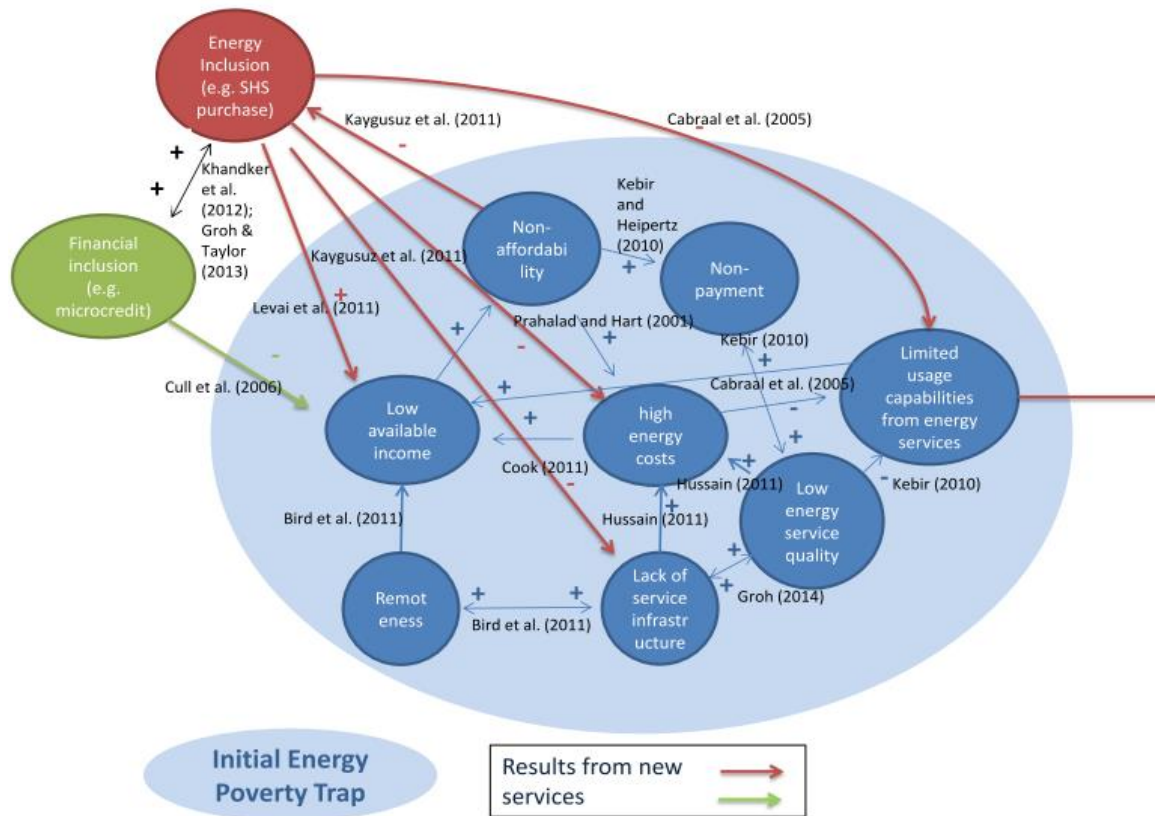 Energy
Inclusion
(e.g. SHS
purchase)
Kaygusuz et al. (2011)
Cabraal et al. (2005)
-
-
+
+
Khandker
et al.
(2012);
Groh &
Taylor
(2013)
Kebir
and
Heipertz
(2010)
Non-
affordabi
lity
+
Non-
payment
Financial
inclusion
(e.g.
microcredit)
Kaygusuz et al. (2011)
Levai et al. (2011)
+
+
Prahalad and Hart (2001)
+
-
Kebir (2010)
+
Limited
usage
capabilities
from energy
services
-
Cull et al. (2006)
Cabraal et al. (2005)
+
Low
available
income
+
high
energy
costs
-
+
Cook (2011)
-
Hussain (2011)
+
Low
energy
service
quality
-
Kebir (2010)
Bird et al. (2011)
Hussain (2011)
+
+
+
Groh (2014)
Remot
eness
+
+
Bird et al. (2011)
Lack of
service
infrastr
ucture
Initial Energy
Poverty Trap
Results from new
services